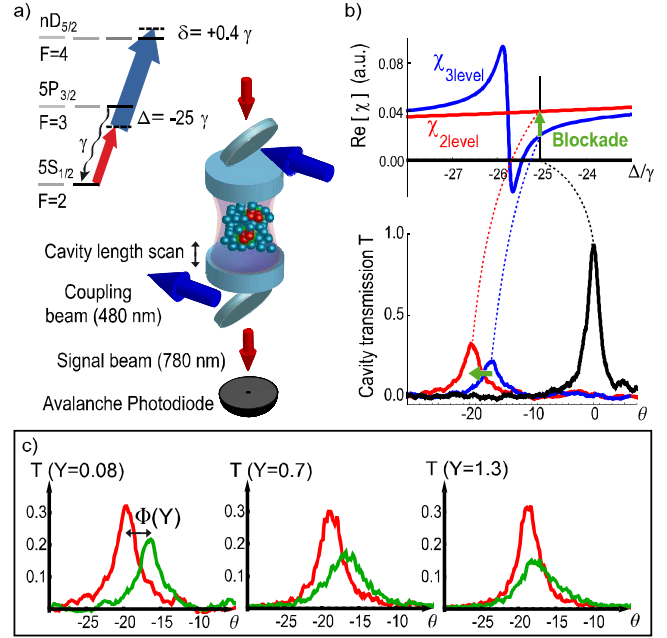 a)
nD5/2
F=4
δ = +0.4 γ
5P3/2
F=3
Δ = -25 γ
γ
5S1/2
F=2
Cavity length scan
Coupling
beam (480 nm)
Signal beam (780 nm)
Avalanche Photodiode
b)
Re [ χ ] (a.u.)
0.08
0.04
0.00
χ3level
χ2level
Blockade
-27
-26
-25
-24
Δ/γ
Cavity transmission T
1.0
0.5
0.0
-20
-10
0
θ
c)
T (Y=0.08)
0.3
0.2
0.1
Φ(Y)
-25
-20
-15
-10
θ
T (Y=0.7)
0.3
0.2
0.1
-25
-20
-15
-10
θ
T (Y=1.3)
0.3
0.2
0.1
-25
-20
-15
-10
θ